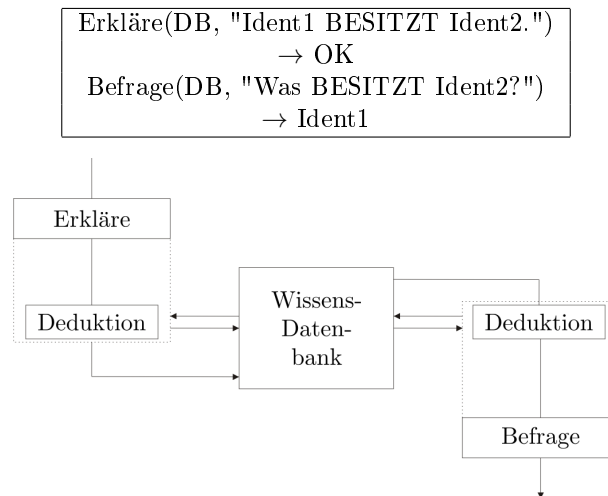 Erkläre(DB, "Ident1 BESITZT Ident2.")
→ OK
Befrage(DB, "Was BESITZT Ident2?")
→ Ident1
Erkläre
Deduktion
Wissens-
Daten-
bank
Deduktion
Befrage